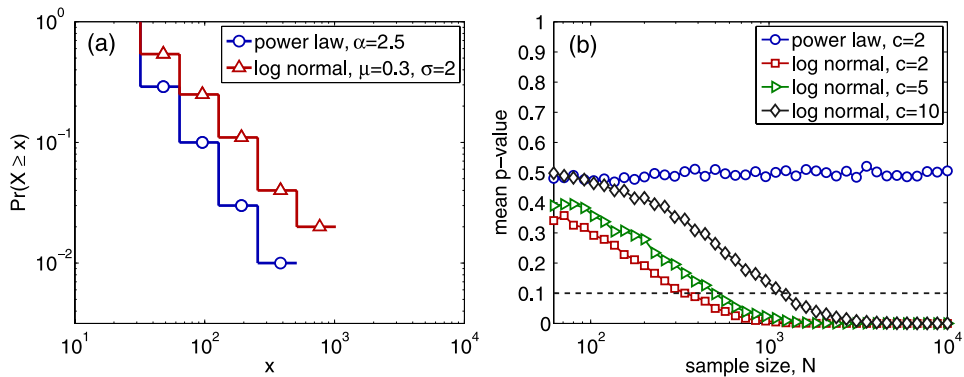 (a)
power law, α=2.5
log normal, μ=0.3, σ=2
Pr(X ≥ x)
10^0
10^-1
10^-2
10^1
10^2
10^3
10^4
x
(b)
power law, c=2
log normal, c=2
log normal, c=5
log normal, c=10
mean p-value
1
0.9
0.8
0.7
0.6
0.5
0.4
0.3
0.2
0.1
0
10^2
10^3
10^4
sample size, N